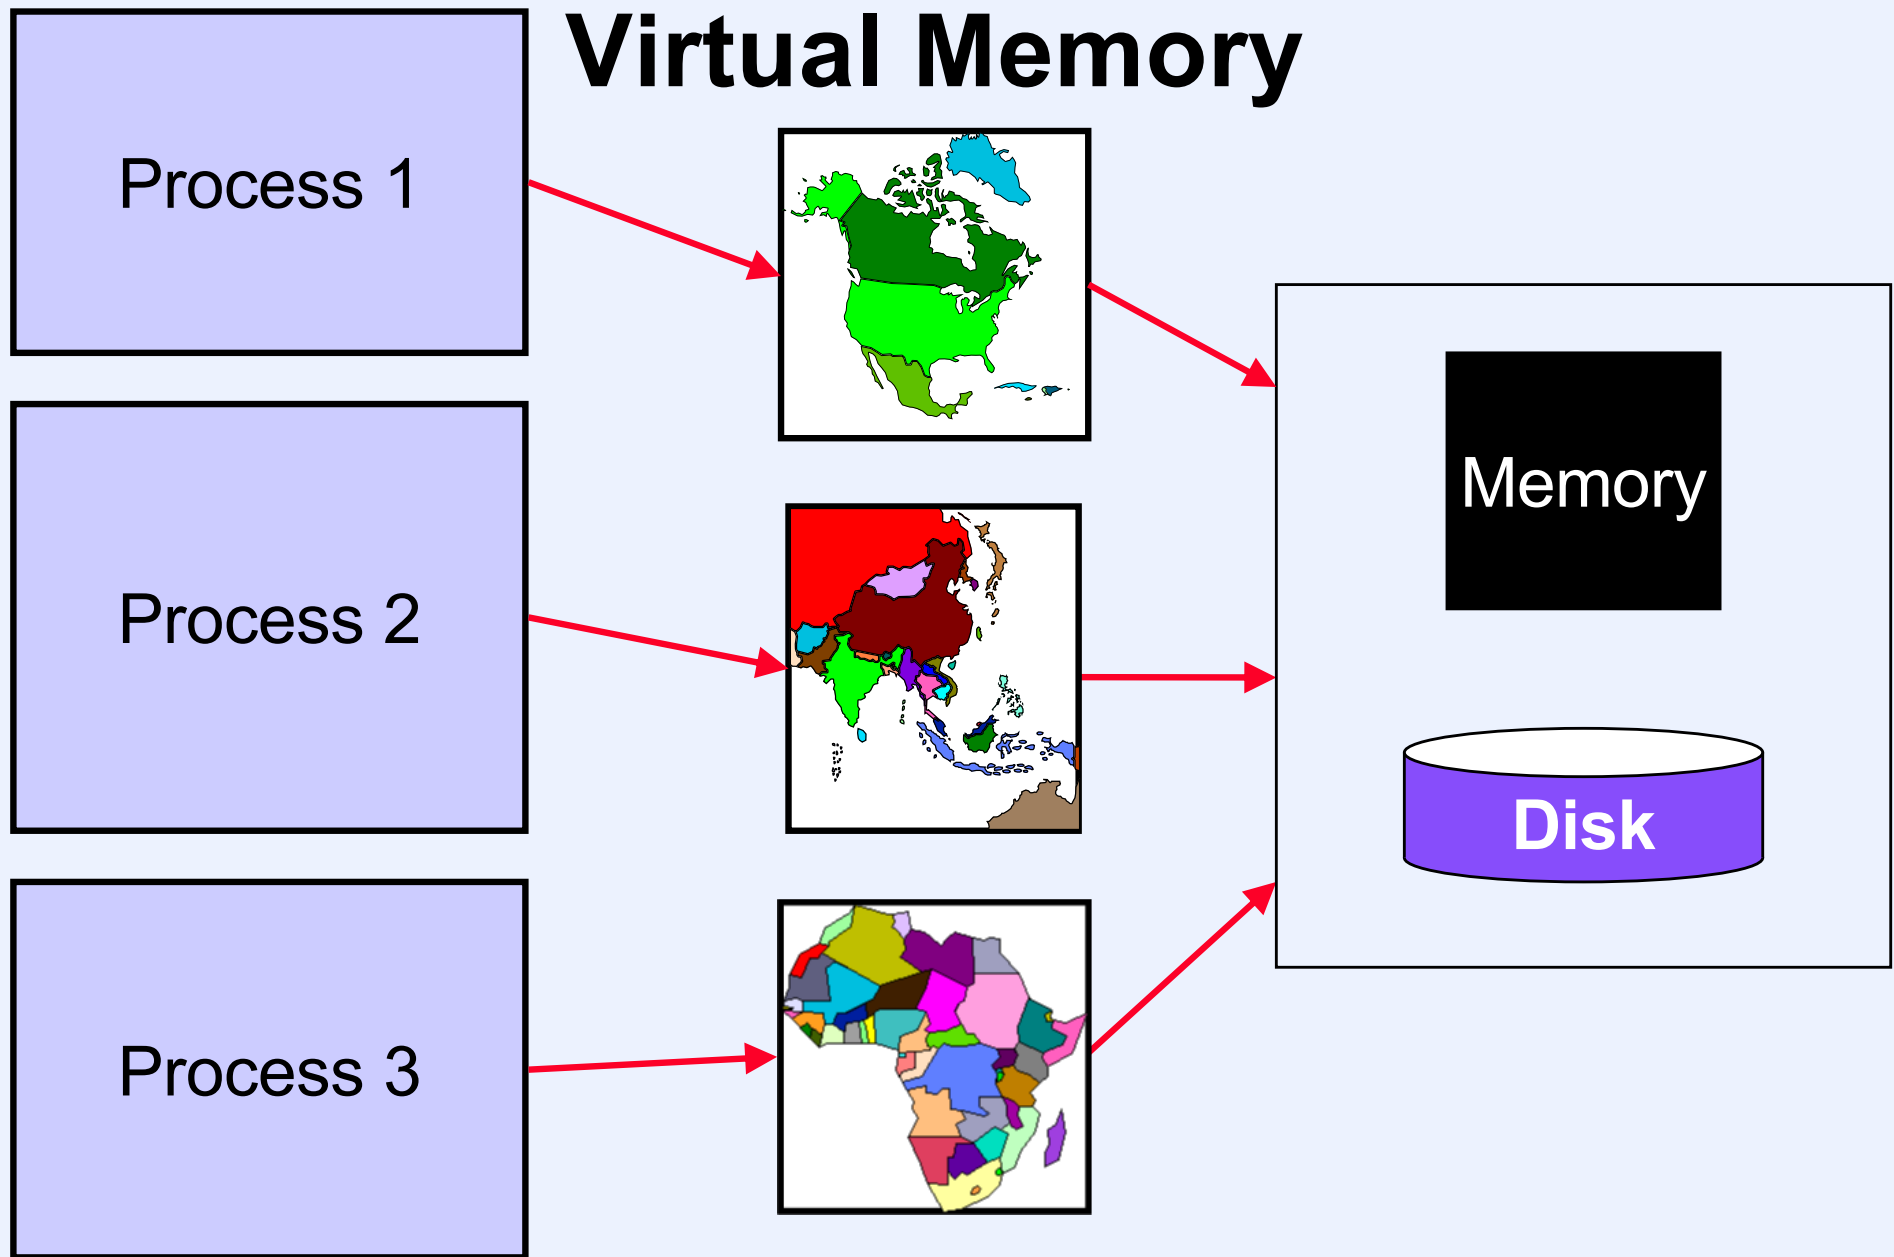 Virtual Memory
Process 1
Process 2
Process 3
Memory
Disk